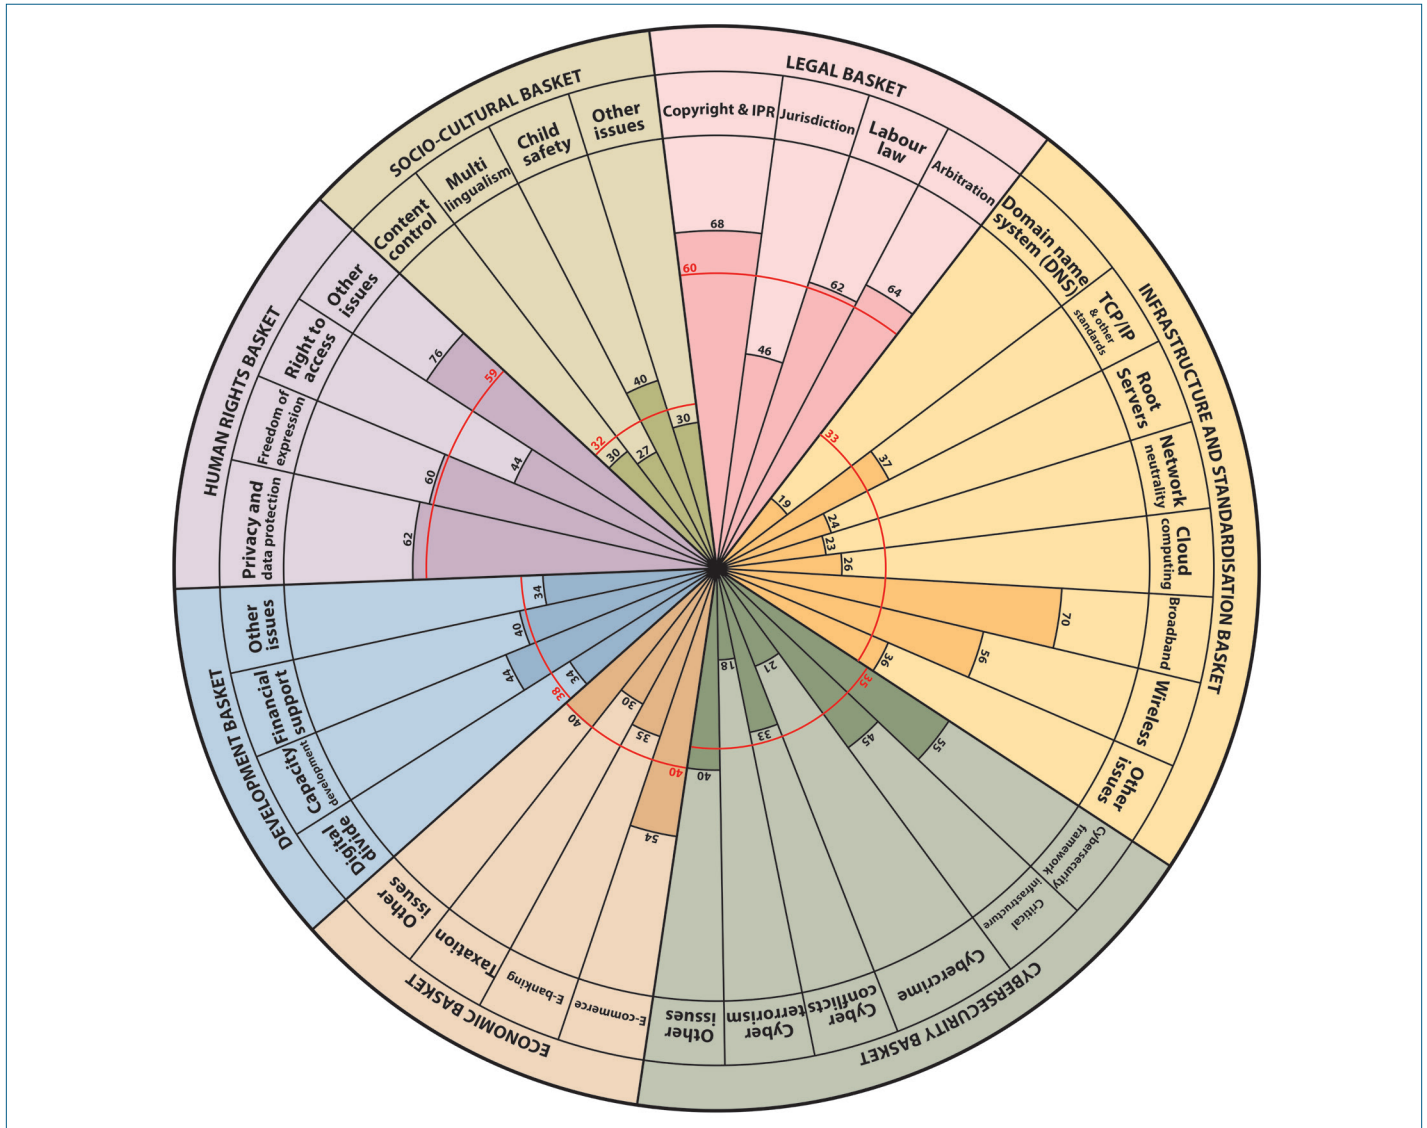 LEGAL BASKET
Copyright & IPR
Jurisdiction
Labour
law
Arbitration
68
60
46
62
64
INFRASTRUCTURE AND STANDARDISATION BASKET
Domain name
system (DNS)
TCP/IP
& other
standards
Root
Servers
Network
neutrality
Cloud
computing
Broadband
Wireless
Other
issues
33
19
37
24
23
26
70
56
36
CYBERSECURITY BASKET
Cybersecurity
framework
Critical
infrastructure
Cybercrime
Cyber
conflicts
Cyber
terrorism
Other
issues
35
55
45
21
33
18
40
ECONOMIC BASKET
E-commerce
E-banking
Taxation
Other
issues
40
54
35
30
40
DEVELOPMENT BASKET
Digital
divide
Capacity
development
Financial
support
Other
issues
38
34
44
40
34
HUMAN RIGHTS BASKET
Privacy and
data protection
Freedom of
expression
Right to
access
Other
issues
62
60
44
76
59
SOCIO-CULTURAL BASKET
Content
control
Multi
lingualism
Child
safety
Other
issues
32
30
27
40
30